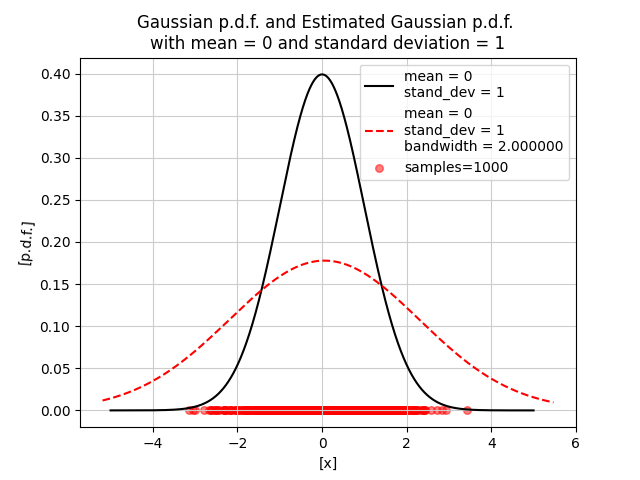 Gaussian p.d.f. and Estimated Gaussian p.d.f.
with mean = 0 and standard deviation = 1
mean = 0
stand_dev = 1
mean = 0
stand_dev = 1
bandwidth = 2.000000
samples=1000
[p.d.f.]
0.40
0.35
0.30
0.25
0.20
0.15
0.10
0.05
0.00
−4
−2
0
2
4
6
[x]